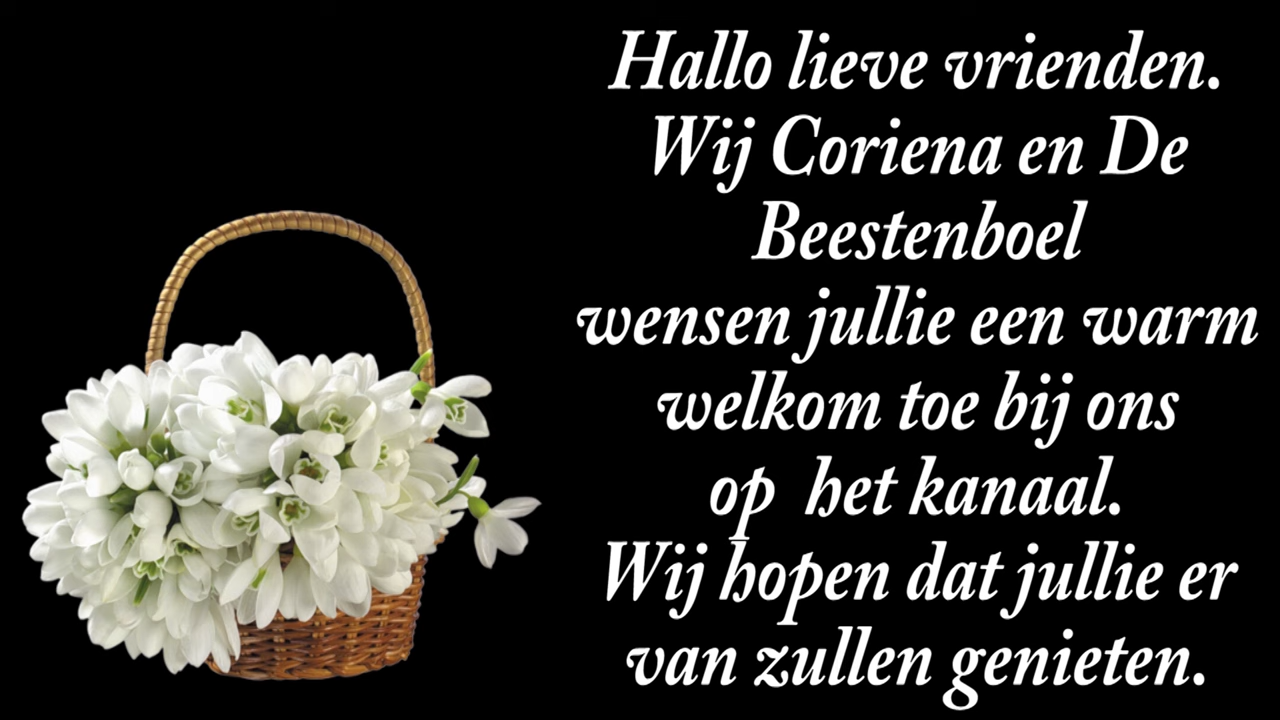 Hallo lieve vrienden.
Wij Coriena en De
Beestenboel
wensen jullie een warm
welkom toe bij ons
op het kanaal.
Wij hopen dat jullie er
van zullen genieten.